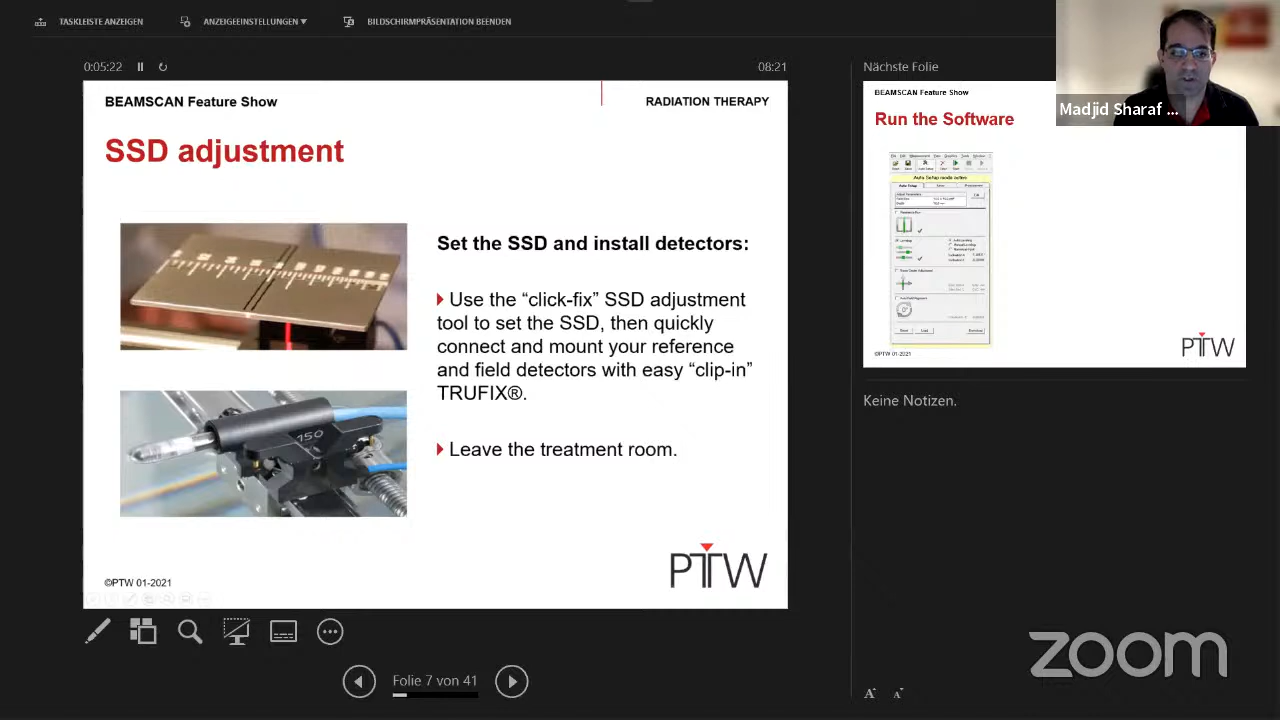 TASKLEISTE ANZEIGEN
ANZEIGEEINSTELLUNGEN ▼
BILDSCHIRMPRÄSENTATION BEENDEN
0:05:22
08:21
BEAMSCAN Feature Show
RADIATION THERAPY
SSD adjustment
Set the SSD and install detectors:
Use the “click-fix” SSD adjustment
tool to set the SSD, then quickly
connect and mount your reference
and field detectors with easy “clip-in”
TRUFIX®.
Leave the treatment room.
150
©PTW 01-2021
PTW
Folie 7 von 41
Nächste Folie
BEAMSCAN Feature Show
Run the Software
Auto Setup mode active
©PTW 01-2021
PTW
Keine Notizen.
Madjid Sharaf ...
zoom
A
A